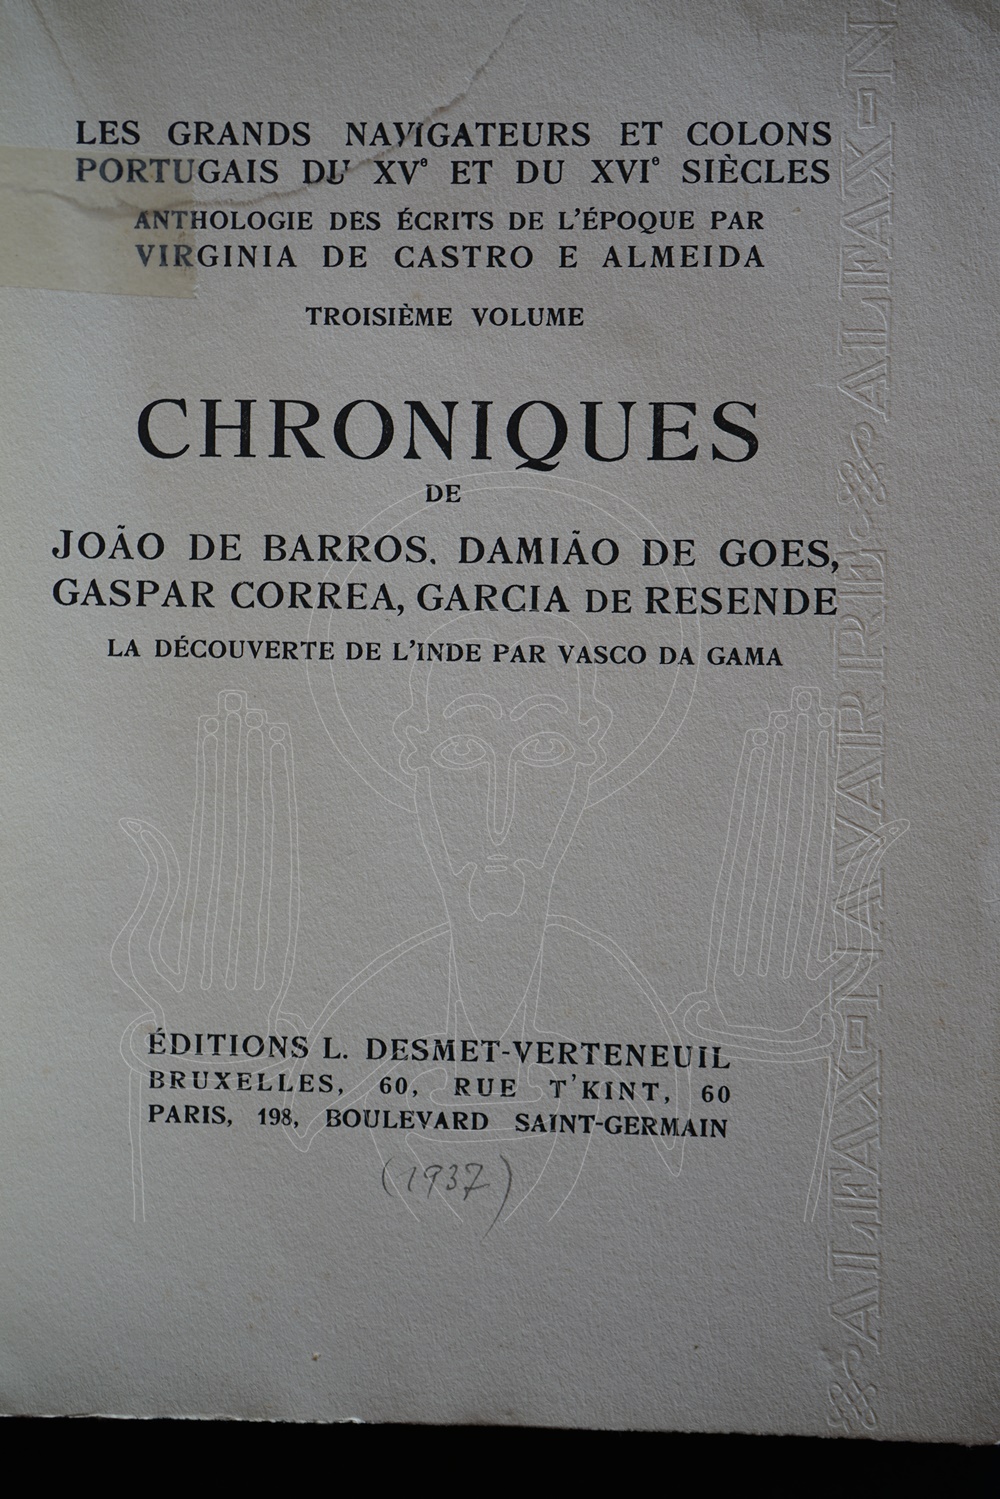 LES GRANDS NAVIGATEURS ET COLONS
PORTUGAIS DU XVe ET DU XVIe SIÈCLES
ANTHOLOGIE DES ÉCRITS DE L'ÉPOQUE PAR
VIRGINIA DE CASTRO E ALMEIDA
TROISIÈME VOLUME
CHRONIQUES
DE
JOÃO DE BARROS. DAMIÃO DE GOES,
GASPAR CORREA, GARCIA DE RESENDE
LA DÉCOUVERTE DE L'INDE PAR VASCO DA GAMA
ÉDITIONS L. DESMET-VERTENEUIL
BRUXELLES, 60, RUE T'KINT, 60
PARIS, 198, BOULEVARD SAINT-GERMAIN
(1937)
ALFAX-NAVARRE
ALFAX-N